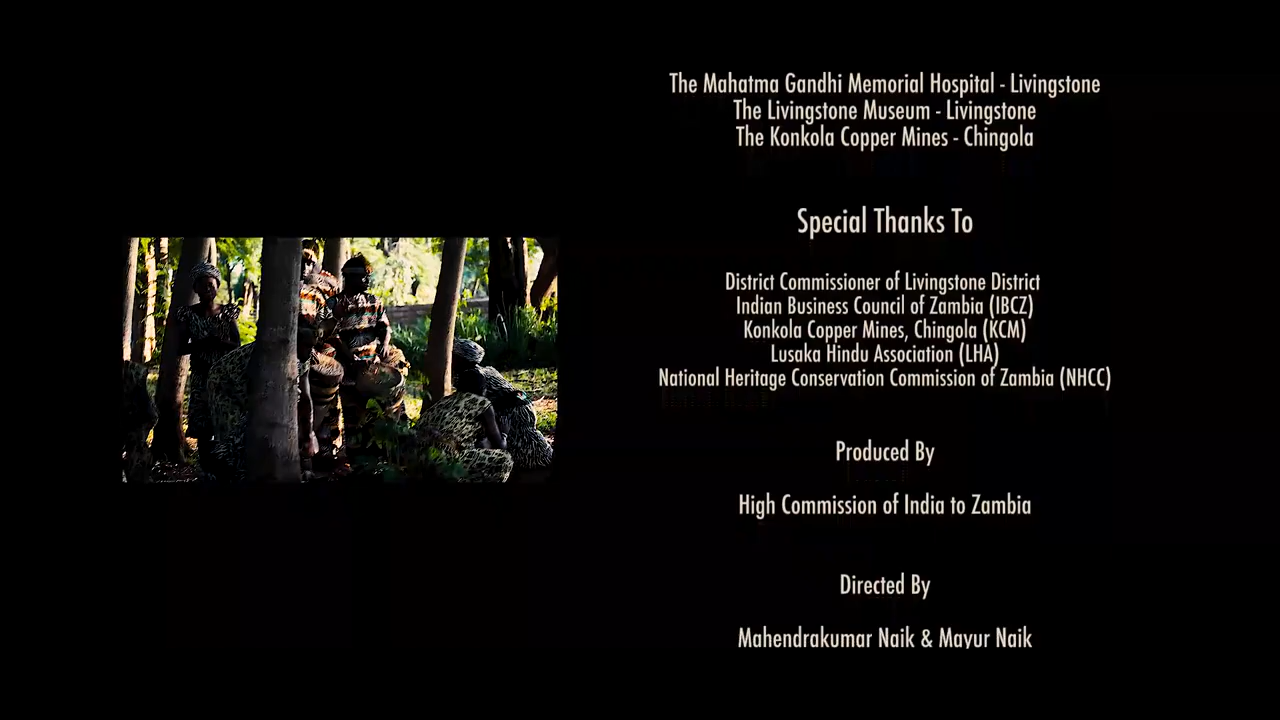 The Mahatma Gandhi Memorial Hospital - Livingstone
The Livingstone Museum - Livingstone
The Konkola Copper Mines - Chingola
Special Thanks To
District Commissioner of Livingstone District
Indian Business Council of Zambia (IBCZ)
Konkola Copper Mines, Chingola (KCM)
Lusaka Hindu Association (LHA)
National Heritage Conservation Commission of Zambia (NHCC)
Produced By
High Commission of India to Zambia
Directed By
Mahendrakumar Naik & Mayur Naik